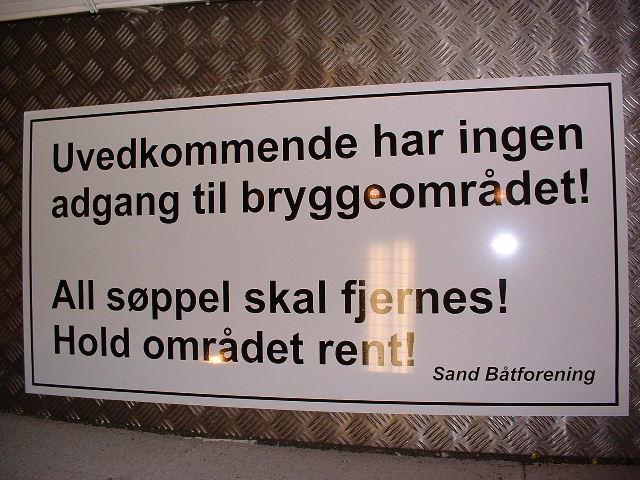 Uvedkommende har ingen
adgang til bryggeområdet!
All søppel skal fjernes!
Hold området rent!
Sand Båtforening